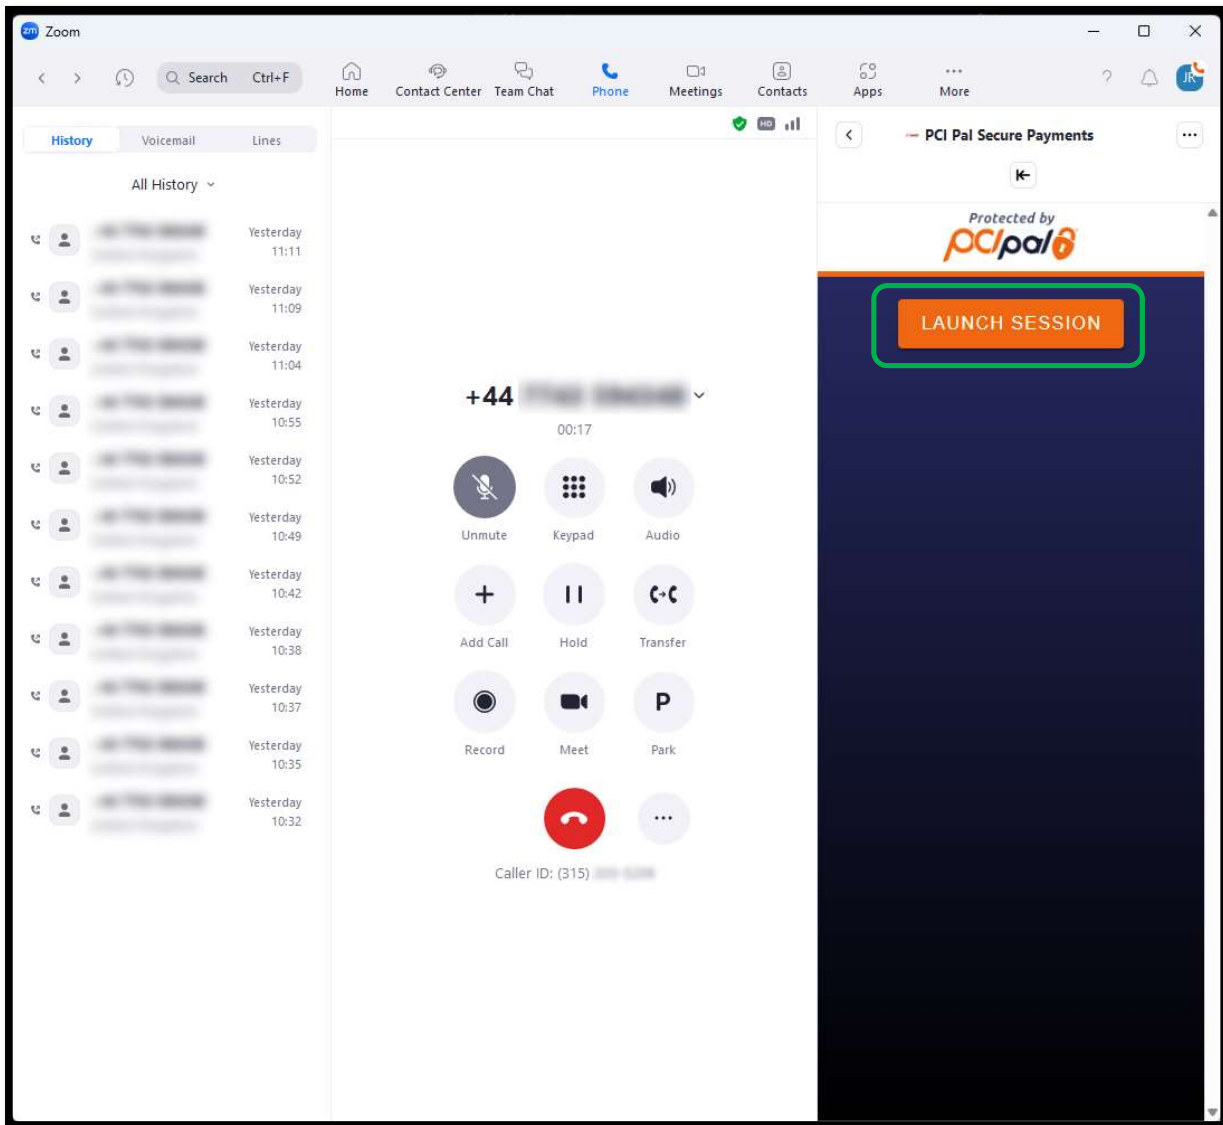 zm Zoom
Search Ctrl+F
Home
Contact Center
Team Chat
Phone
Meetings
Contacts
Apps
More
?
JR
History
Voicemail
Lines
HD
PCI Pal Secure Payments
All History
Protected by
PCIpal
LAUNCH SESSION
Yesterday
11:11
Yesterday
11:09
Yesterday
11:04
Yesterday
10:55
Yesterday
10:52
Yesterday
10:49
Yesterday
10:42
Yesterday
10:38
Yesterday
10:37
Yesterday
10:35
Yesterday
10:32
+44
00:17
Unmute
Keypad
Audio
Add Call
Hold
Transfer
Record
Meet
P
Park
Caller ID: (315)